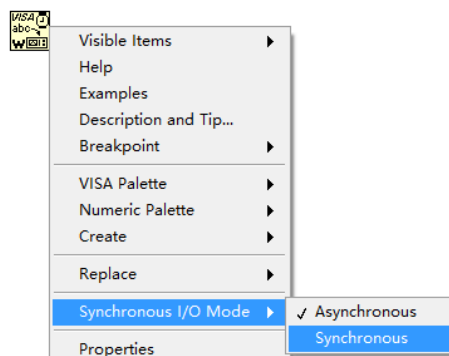 VISA
abc
W
Visible Items
Help
Examples
Description and Tip...
Breakpoint
VISA Palette
Numeric Palette
Create
Replace
Synchronous I/O Mode
✓ Asynchronous
Synchronous
Properties